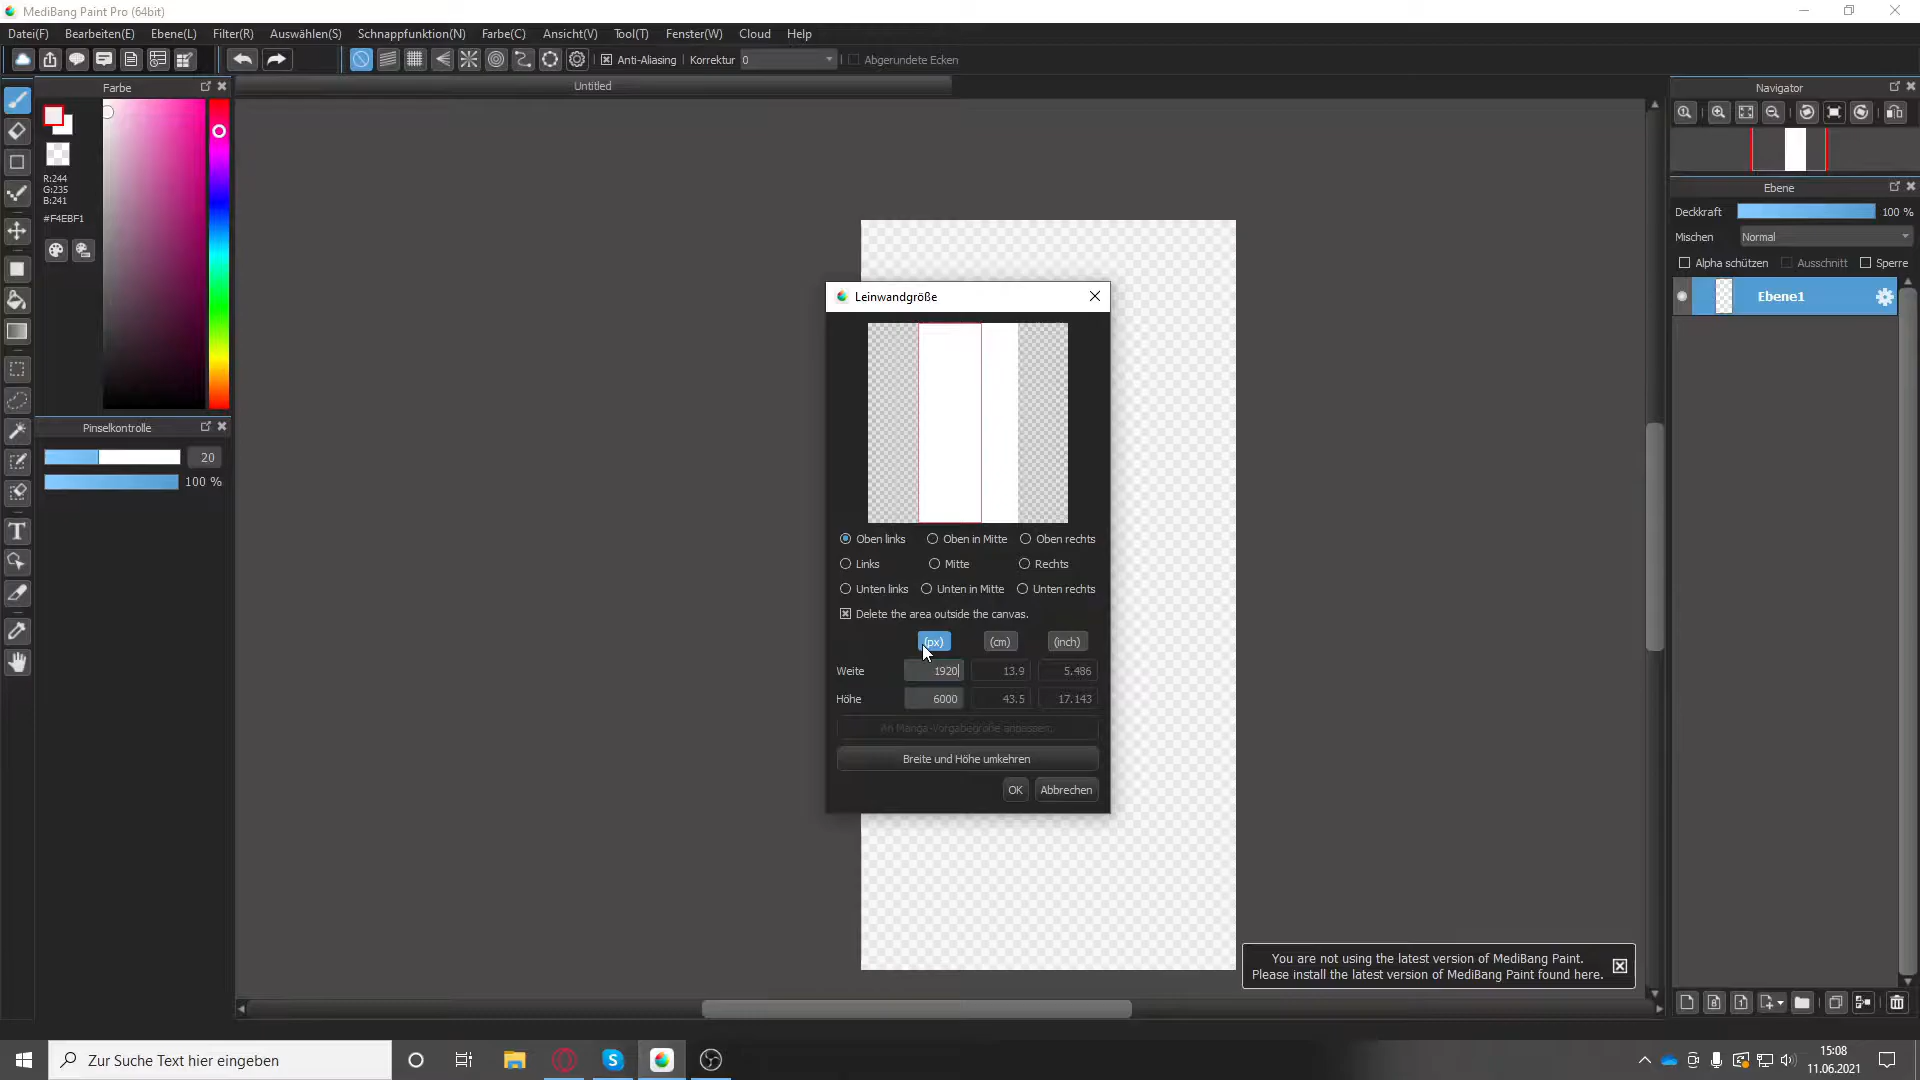 MediBang Paint Pro (64bit)
Datei(F) Bearbeiten(E) Ebene(L) Filter(R) Auswählen(S) Schnappfunktion(N) Farbe(C) Ansicht(V) Tool(T) Fenster(W) Cloud Help
Anti-Aliasing Korrektur 0 Abgerundete Ecken
Farbe
Untitled
Navigator
R:244
G:235
B:241
#F4EBF1
Ebene
Deckkraft 100 %
Mischen Normal
Alpha schützen Ausschnitt Sperre
Ebene1
Pinselkontrolle
20
100 %
Leinwandgröße
Oben links Oben in Mitte Oben rechts
Links Mitte Rechts
Unten links Unten in Mitte Unten rechts
Delete the area outside the canvas.
(px) (cm) (inch)
Weite 1920 13.9 5.486
Höhe 6000 43.5 17.143
An Manga-Vorgabegröße anpassen
Breite und Höhe umkehren
OK Abbrechen
You are not using the latest version of MediBang Paint.
Please install the latest version of MediBang Paint found here.
Zur Suche Text hier eingeben
15:08
11.06.2021